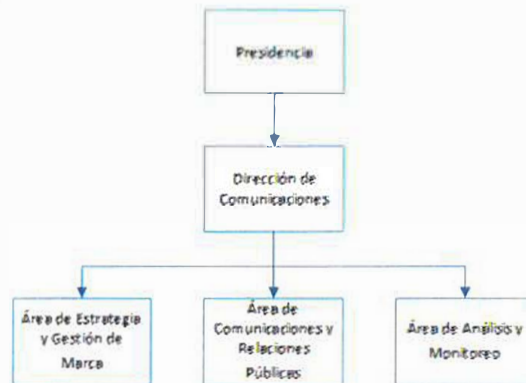 Presidencia
Dirección de
Comunicaciones
Área de Estrategia
y Gestión de
Marca
Área de
Comunicaciones y
Relaciones
Públicas
Área de Análisis y
Monitoreo